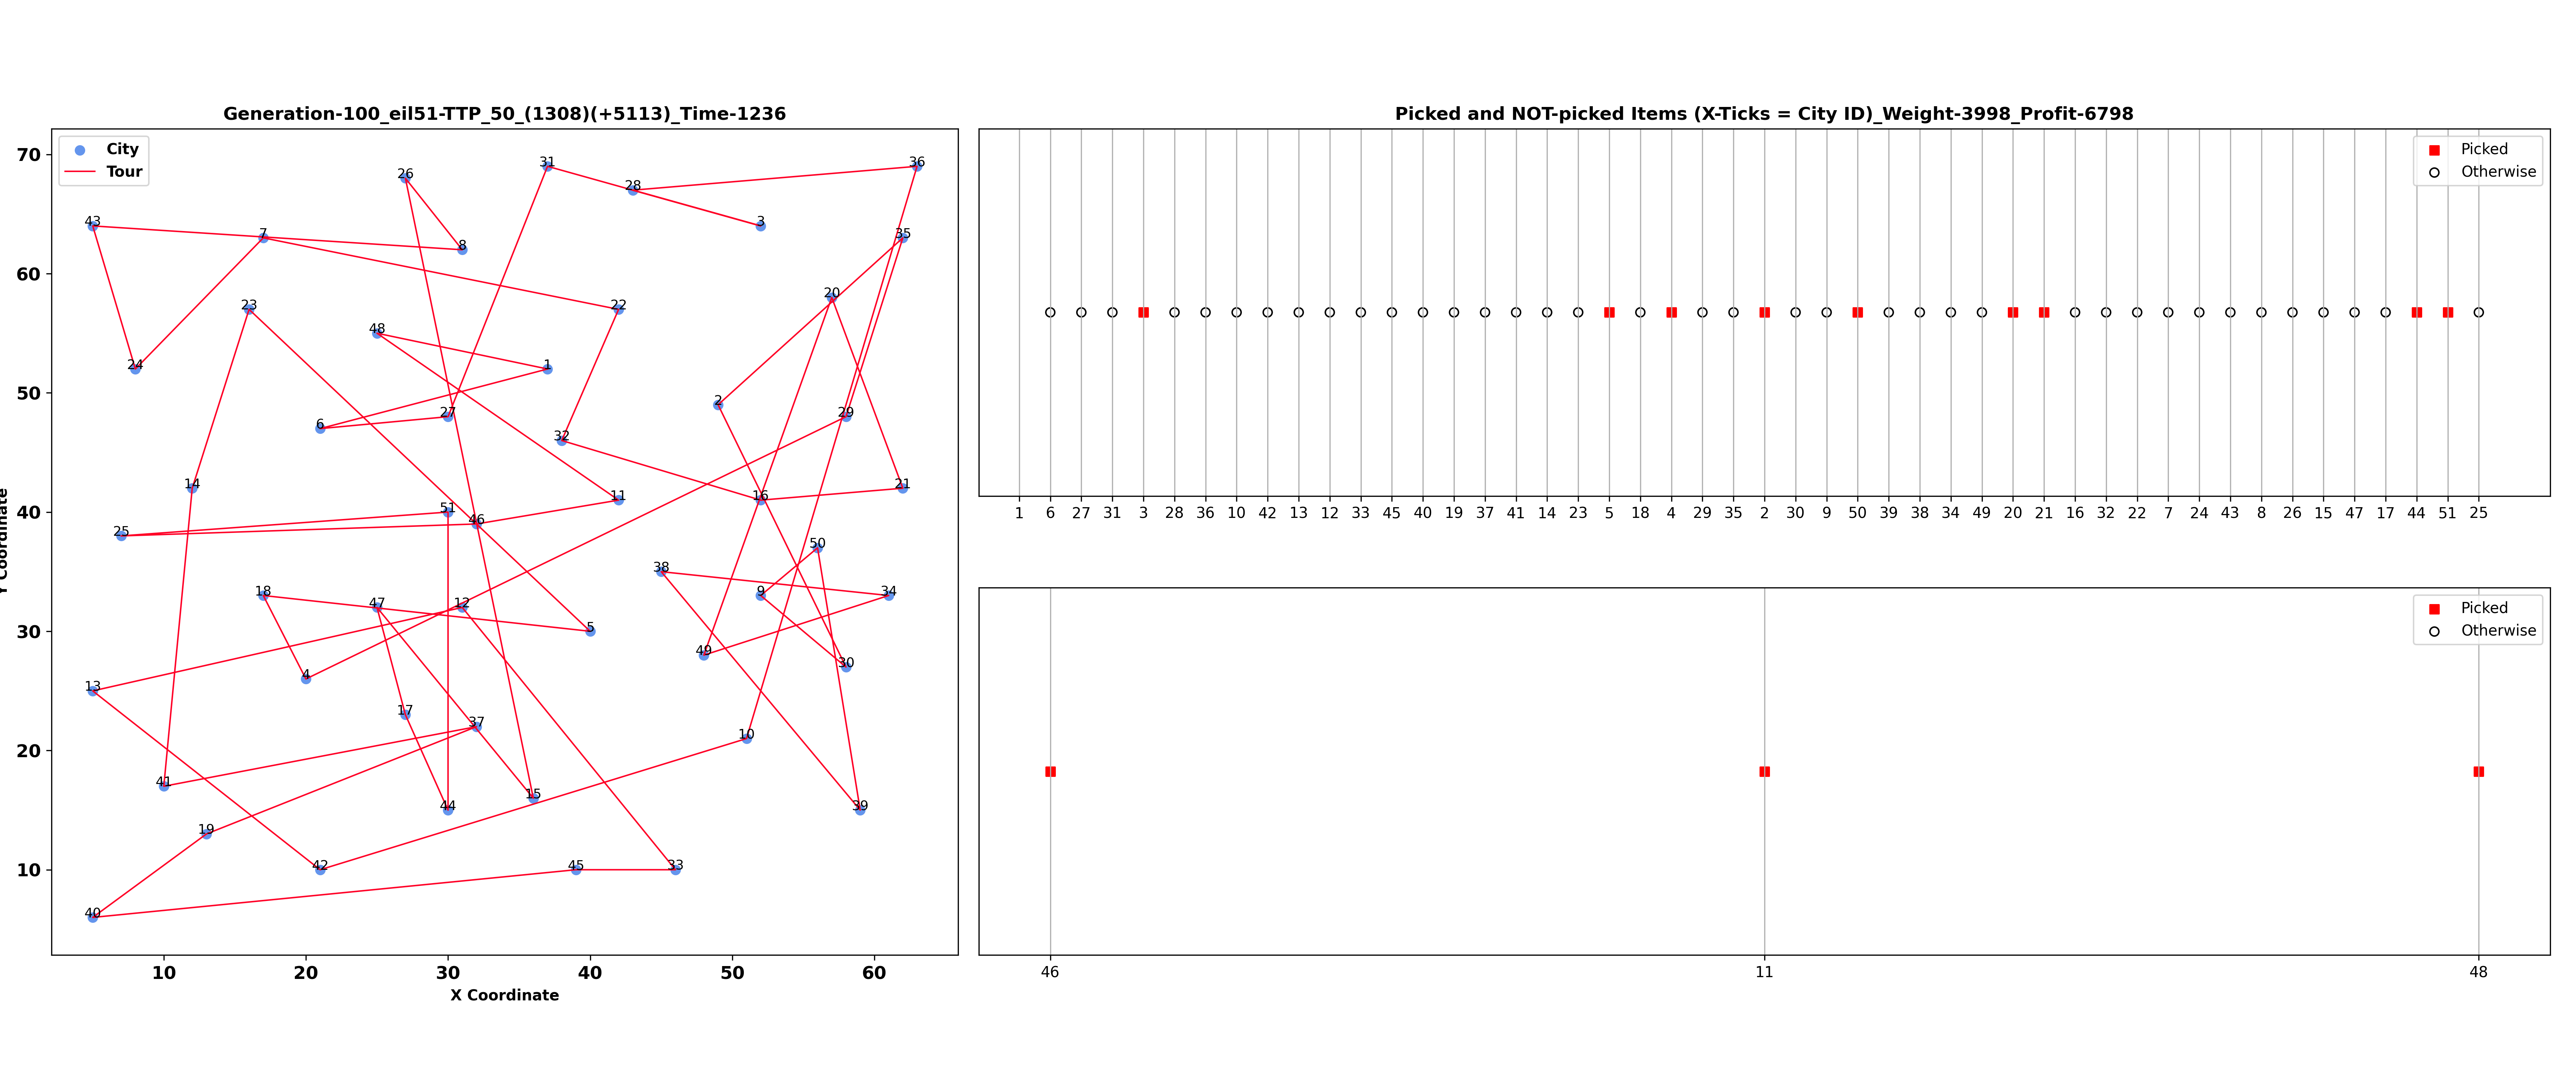 Generation-100_eil51-TTP_50_(1308)(+5113)_Time-1236
City
Tour
70
60
50
40
30
20
10
Y Coordinate
10 20 30 40 50 60
X Coordinate
31 36
26
28
43 3
7 8 35
20
23 22
48
24 1
2
6 27 29
32
14 21
11 16
51
25 46
50
38
18 47 12 9 34
5
4 49 30
13
17
37 10
41
44 15 39
19
42 45 33
40
Picked and NOT-picked Items (X-Ticks = City ID)_Weight-3998_Profit-6798
Picked
Otherwise
1 6 27 31 3 28 36 10 42 13 12 33 45 40 19 37 41 14 23 5 18 4 29 35 2 30 9 50 39 38 34 49 20 21 16 32 22 7 24 43 8 26 15 47 17 44 51 25
Picked
Otherwise
46 11 48